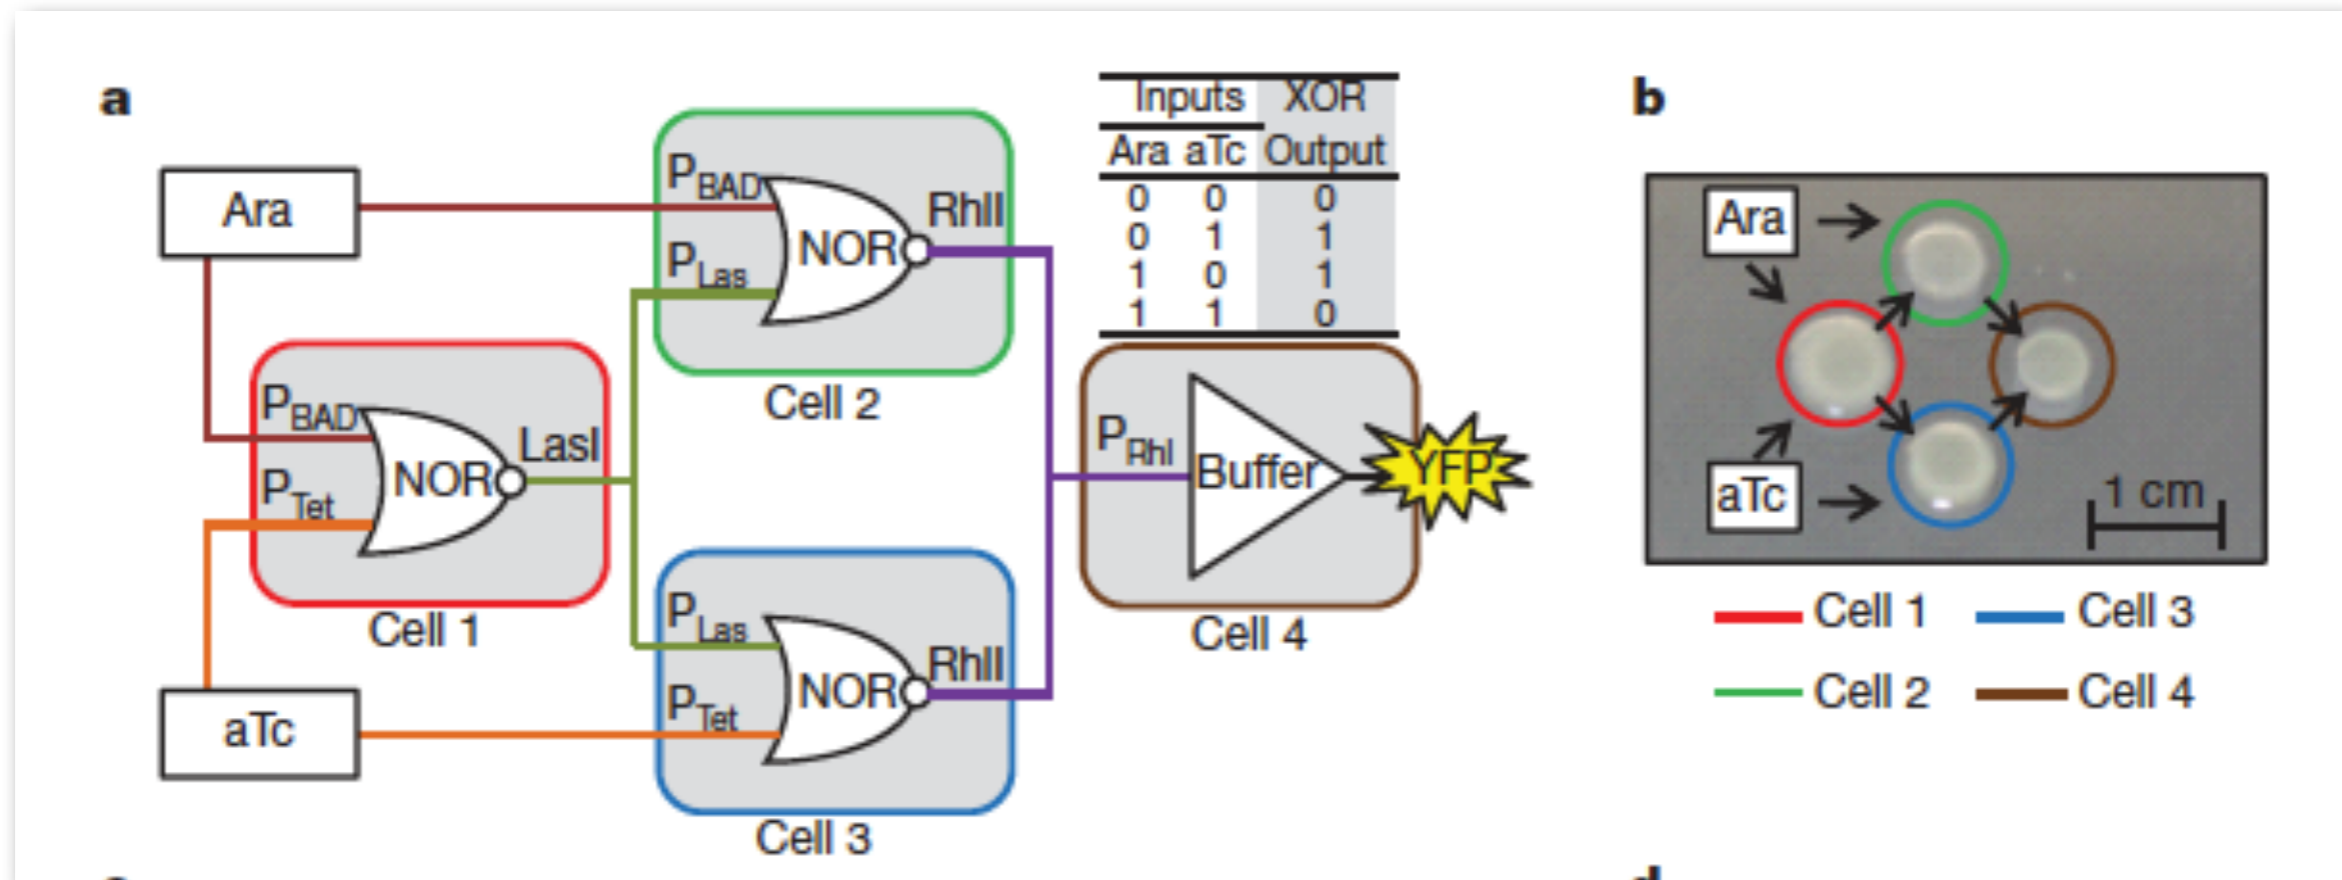 a
Ara
aTc
P_BAD
P_Tet
NOR
LasI
Cell 1
P_BAD
P_Las
NOR
RhlI
Cell 2
P_Las
P_Tet
NOR
RhlI
Cell 3
Inputs XOR
Ara aTc Output
0 0 0
0 1 1
1 0 1
1 1 0
P_Rhl
Buffer
YFP
Cell 4
b
Ara
aTc
1 cm
Cell 1 Cell 3
Cell 2 Cell 4